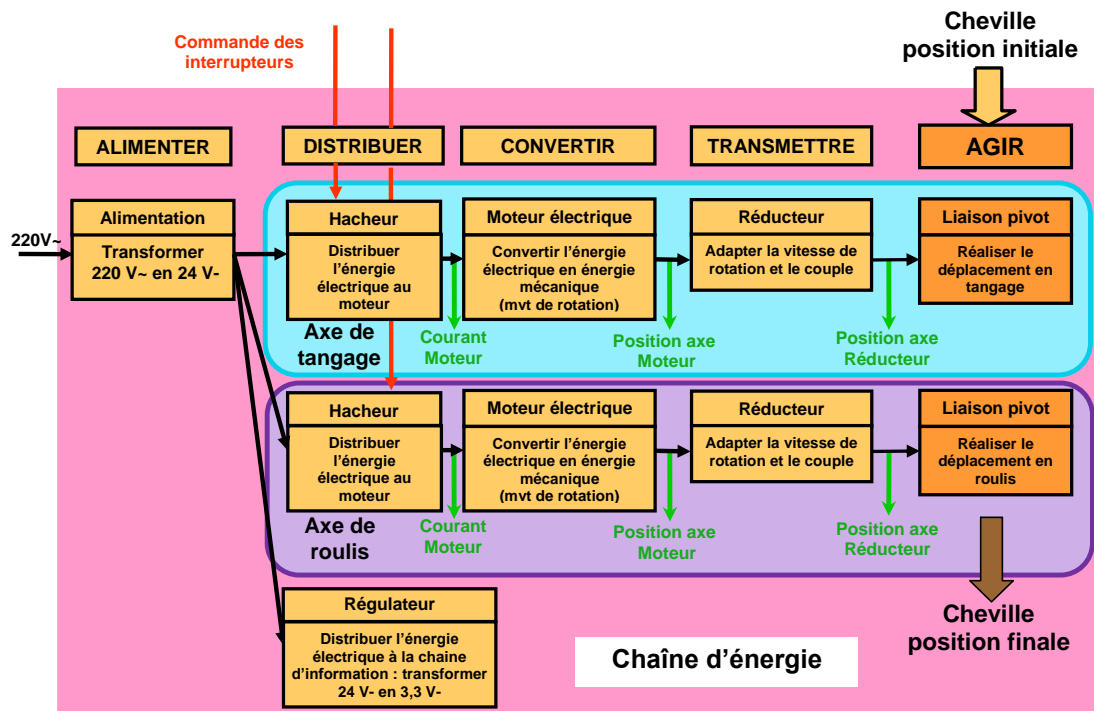 Commande des
interrupteurs
Cheville
position initiale
ALIMENTER
DISTRIBUER
CONVERTIR
TRANSMETTRE
AGIR
220V~
Alimentation
Transformer
220 V~ en 24 V-
Hacheur
Distribuer
l'énergie
électrique au
moteur
Moteur électrique
Convertir l'énergie
électrique en énergie
mécanique
(mvt de rotation)
Réducteur
Adapter la vitesse de
rotation et le couple
Liaison pivot
Réaliser le
déplacement en
tangage
Axe de
tangage
Courant
Moteur
Position axe
Moteur
Position axe
Réducteur
Hacheur
Distribuer
l'énergie
électrique au
moteur
Moteur électrique
Convertir l'énergie
électrique en énergie
mécanique
(mvt de rotation)
Réducteur
Adapter la vitesse de
rotation et le couple
Liaison pivot
Réaliser le
déplacement en
roulis
Axe de
roulis
Courant
Moteur
Position axe
Moteur
Position axe
Réducteur
Régulateur
Distribuer l'énergie
électrique à la chaine
d'information : transformer
24 V- en 3,3 V-
Chaîne d'énergie
Cheville
position finale